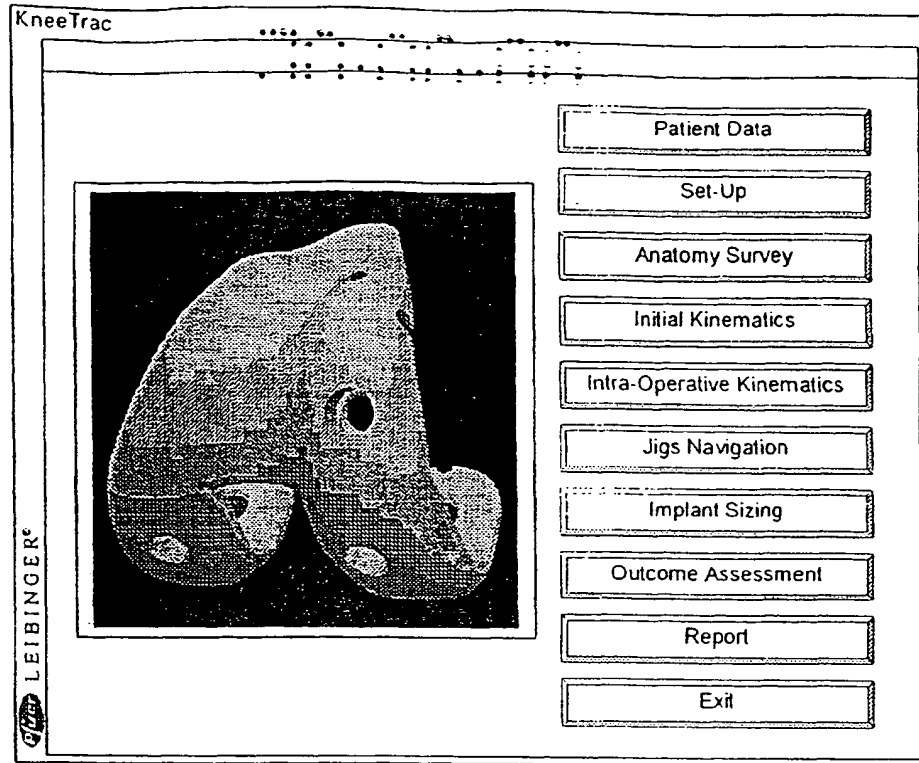 KneeTrac
Patient Data
Set-Up
Anatomy Survey
Initial Kinematics
Intra-Operative Kinematics
Jigs Navigation
Implant Sizing
Outcome Assessment
Report
Exit
LEIBINGER